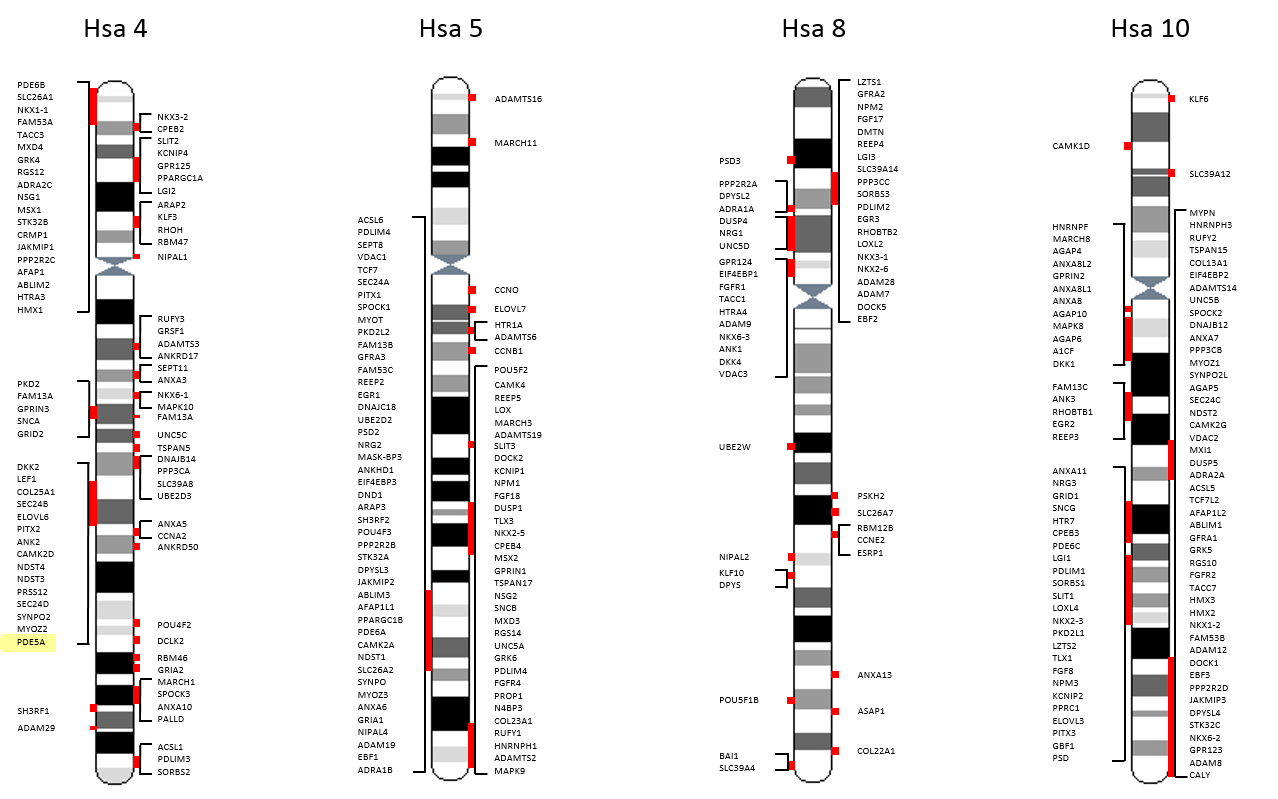 Hsa 4
PDE6B
SLC26A1
NKX1-1
FAM53A
TACC3
MXD4
GRK4
RGS12
ADRA2C
NSG1
MSX1
STK32B
CRMP1
JAKMIP1
PPP2R2C
AFAP1
ABLIM2
HTRA3
HMX1
PKD2
FAM13A
GPRIN3
SNCA
GRID2
DKK2
LEF1
COL25A1
SEC24B
ELOVL6
PITX2
ANK2
CAMK2D
NDST4
NDST3
PRSS12
SEC24D
SYNPO2
MYOZ2
PDE5A
SH3RF1
ADAM29
NKX3-2
CPEB2
SLIT2
KCNIP4
GPR125
PPARGC1A
LGI2
ARAP2
KLF3
RHOH
RBM47
NIPAL1
RUFY3
GRSF1
ADAMTS3
ANKRD17
SEPT11
ANXA3
NKX6-1
MAPK10
FAM13A
UNC5C
TSPAN5
DNAJB14
PPP3CA
SLC39A8
UBE2D3
ANXA5
CCNA2
ANKRD50
POU4F2
DCLK2
RBM46
GRIA2
MARCH1
SPOCK3
ANXA10
PALLD
ACSL1
PDLIM3
SORBS2
Hsa 5
ACSL6
PDLIM4
SEPT8
VDAC1
TCF7
SEC24A
PITX1
SPOCK1
MYOT
PKD2L2
FAM13B
GFRA3
FAM53C
REEP2
EGR1
DNAJC18
UBE2D2
PSD2
NRG2
MASK-BP3
ANKHD1
EIF4EBP3
DND1
ARAP3
SH3RF2
POU4F3
PPP2R2B
STK32A
DPYSL3
JAKMIP2
ABLIM3
AFAP1L1
PPARGC1B
PDE6A
CAMK2A
NDST1
SLC26A2
SYNPO
MYOZ3
ANXA6
GRIA1
NIPAL4
ADAM19
EBF1
ADRA1B
ADAMTS16
MARCH11
CCNO
ELOVL7
HTR1A
ADAMTS6
CCNB1
POU5F2
CAMK4
REEP5
LOX
MARCH3
ADAMTS19
SLIT3
DOCK2
KCNIP1
NPM1
FGF18
DUSP1
TLX3
NKX2-5
CPEB4
MSX2
GPRIN1
TSPAN17
NSG2
SNCB
MXD3
RGS14
UNC5A
GRK6
PDLIM4
FGFR4
PROP1
N4BP3
COL23A1
RUFY1
HNRNPH1
ADAMTS2
MAPK9
Hsa 8
PSD3
PPP2R2A
DPYSL2
ADRA1A
DUSP4
NRG1
UNC5D
GPR124
EIF4EBP1
FGFR1
TACC1
HTRA4
ADAM9
NKX6-3
ANK1
DKK4
VDAC3
UBE2W
NIPAL2
KLF10
DPYS
POU5F1B
BAI1
SLC39A4
LZTS1
GFRA2
NPM2
FGF17
DMTN
REEP4
LGI3
SLC39A14
PPP3CC
SORBS3
PDLIM2
EGR3
RHOBTB2
LOXL2
NKX3-1
NKX2-6
ADAM28
ADAM7
DOCK5
EBF2
PSKH2
SLC26A7
RBM12B
CCNE2
ESRP1
ANXA13
ASAP1
COL22A1
Hsa 10
CAMK1D
HNRNPF
MARCH8
AGAP4
ANXA8L2
GPRIN2
ANXA8L1
ANXA8
AGAP10
MAPK8
AGAP6
A1CF
DKK1
FAM13C
ANK3
RHOBTB1
EGR2
REEP3
ANXA11
NRG3
GRID1
SNCG
HTR7
CPEB3
PDE6C
LGI1
PDLIM1
SORBS1
SLIT1
LOXL4
NKX2-3
PKD2L1
LZTS2
TLX1
FGF8
NPM3
KCNIP2
PPRC1
ELOVL3
PITX3
GBF1
PSD
KLF6
SLC39A12
MYPN
HNRNPH3
RUFY2
TSPAN15
COL13A1
EIF4EBP2
ADAMTS14
UNC5B
SPOCK2
DNAJB12
ANXA7
PPP3CB
MYOZ1
SYNPO2L
AGAP5
SEC24C
NDST2
CAMK2G
VDAC2
MXI1
DUSP5
ADRA2A
ACSL5
TCF7L2
AFAP1L2
ABLIM1
GFRA1
GRK5
RGS10
FGFR2
TACC7
HMX3
HMX2
NKX1-2
FAM53B
ADAM12
DOCK1
EBF3
PPP2R2D
JAKMIP3
DPYSL4
STK32C
NKX6-2
GPR123
ADAM8
CALY